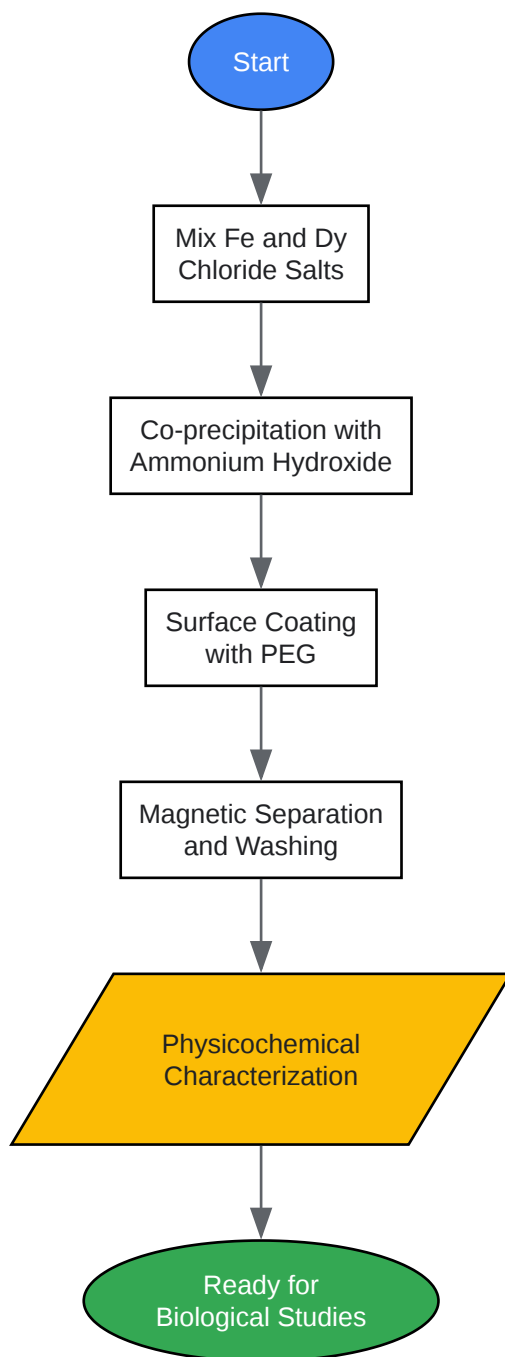 Start
Mix Fe and Dy
Chloride Salts
Co-precipitation with
Ammonium Hydroxide
Surface Coating
with PEG
Magnetic Separation
and Washing
Physicochemical
Characterization
Ready for
Biological Studies